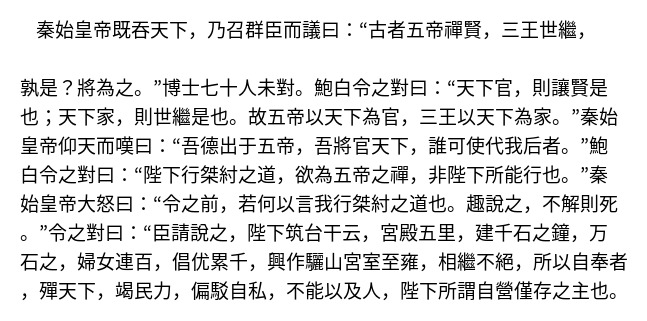 秦始皇帝既吞天下，乃召群臣而議曰：“古者五帝禪賢，三王世繼，
孰是？將為之。”博士七十人未對。鮑白令之對曰：“天下官，則讓賢是
也；天下家，則世繼是也。故五帝以天下為官，三王以天下為家。”秦始
皇帝仰天而嘆曰：“吾德出于五帝，吾將官天下，誰可使代我后者。”鮑
白令之對曰：“陛下行桀紂之道，欲為五帝之禪，非陛下所能行也。”秦
始皇帝大怒曰：“令之前，若何以言我行桀紂之道也。趣說之，不解則死
。”令之對曰：“臣請說之，陛下筑台干云，宮殿五里，建千石之鐘，万
石之，婦女連百，倡优累千，興作驪山宮室至雍，相繼不絕，所以自奉者
，殫天下，竭民力，偏駁自私，不能以及人，陛下所謂自營僅存之主也。